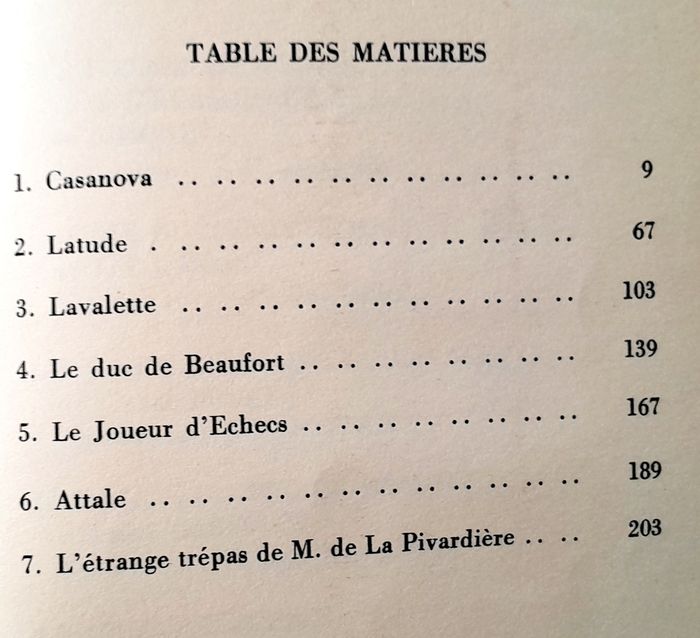 TABLE DES MATIERES
1. Casanova .. .. .. .. .. .. .. .. .. .. .. 9
2. Latude . .. .. .. .. .. .. .. .. .. .. .. 67
3. Lavalette .. .. .. .. .. .. .. .. .. .. .. 103
4. Le duc de Beaufort .. .. .. .. .. .. .. .. 139
5. Le Joueur d'Echecs .. .. .. .. .. .. .. .. 167
6. Attale .. .. .. .. .. .. .. .. .. .. .. .. 189
7. L'étrange trépas de M. de La Pivardière .. .. 203